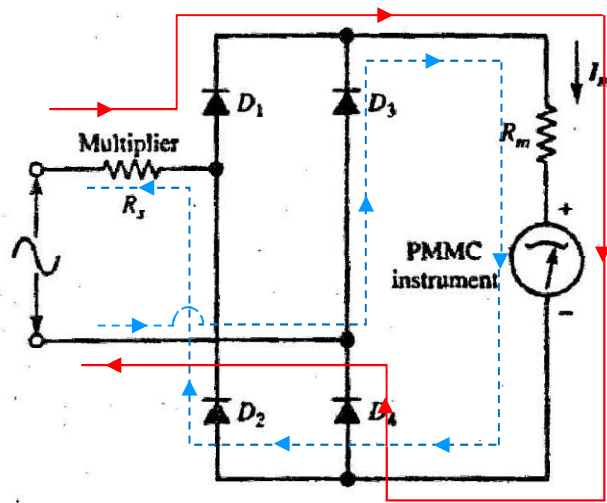 D₁
D₃
Iₘ
Multiplier
Rₘ
Rₛ
+
PMMC
instrument
−
D₂
D₄